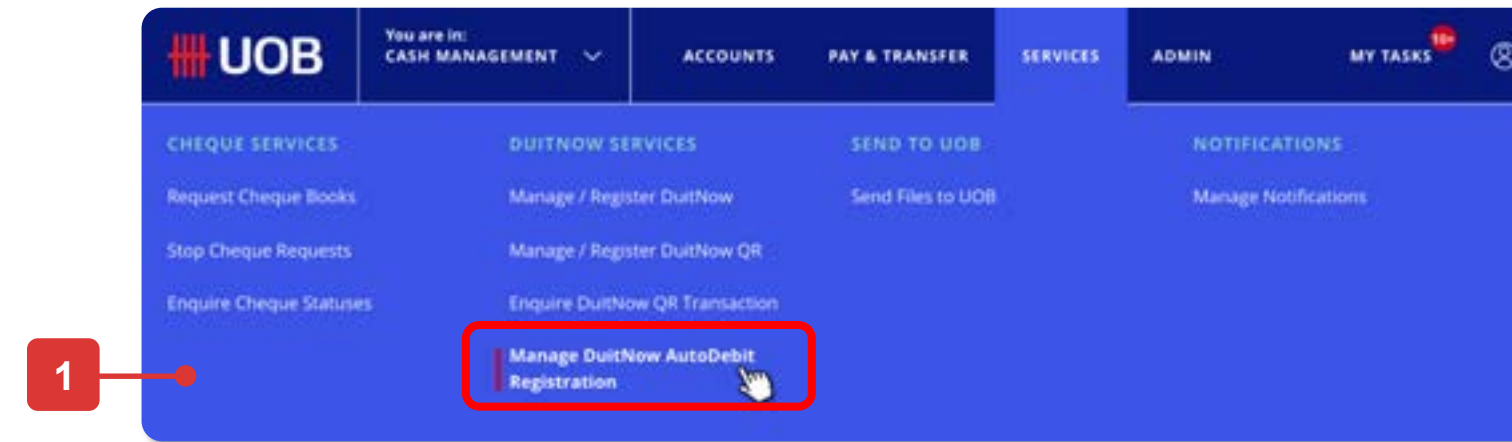 UOB
You are in:
CASH MANAGEMENT
ACCOUNTS
PAY & TRANSFER
SERVICES
ADMIN
MY TASKS
10+
CHEQUE SERVICES
Request Cheque Books
Stop Cheque Requests
Enquire Cheque Statuses
DUITNOW SERVICES
Manage / Register DuitNow
Manage / Register DuitNow QR
Enquire DuitNow QR Transaction
Manage DuitNow AutoDebit
Registration
SEND TO UOB
Send Files to UOB
NOTIFICATIONS
Manage Notifications
1